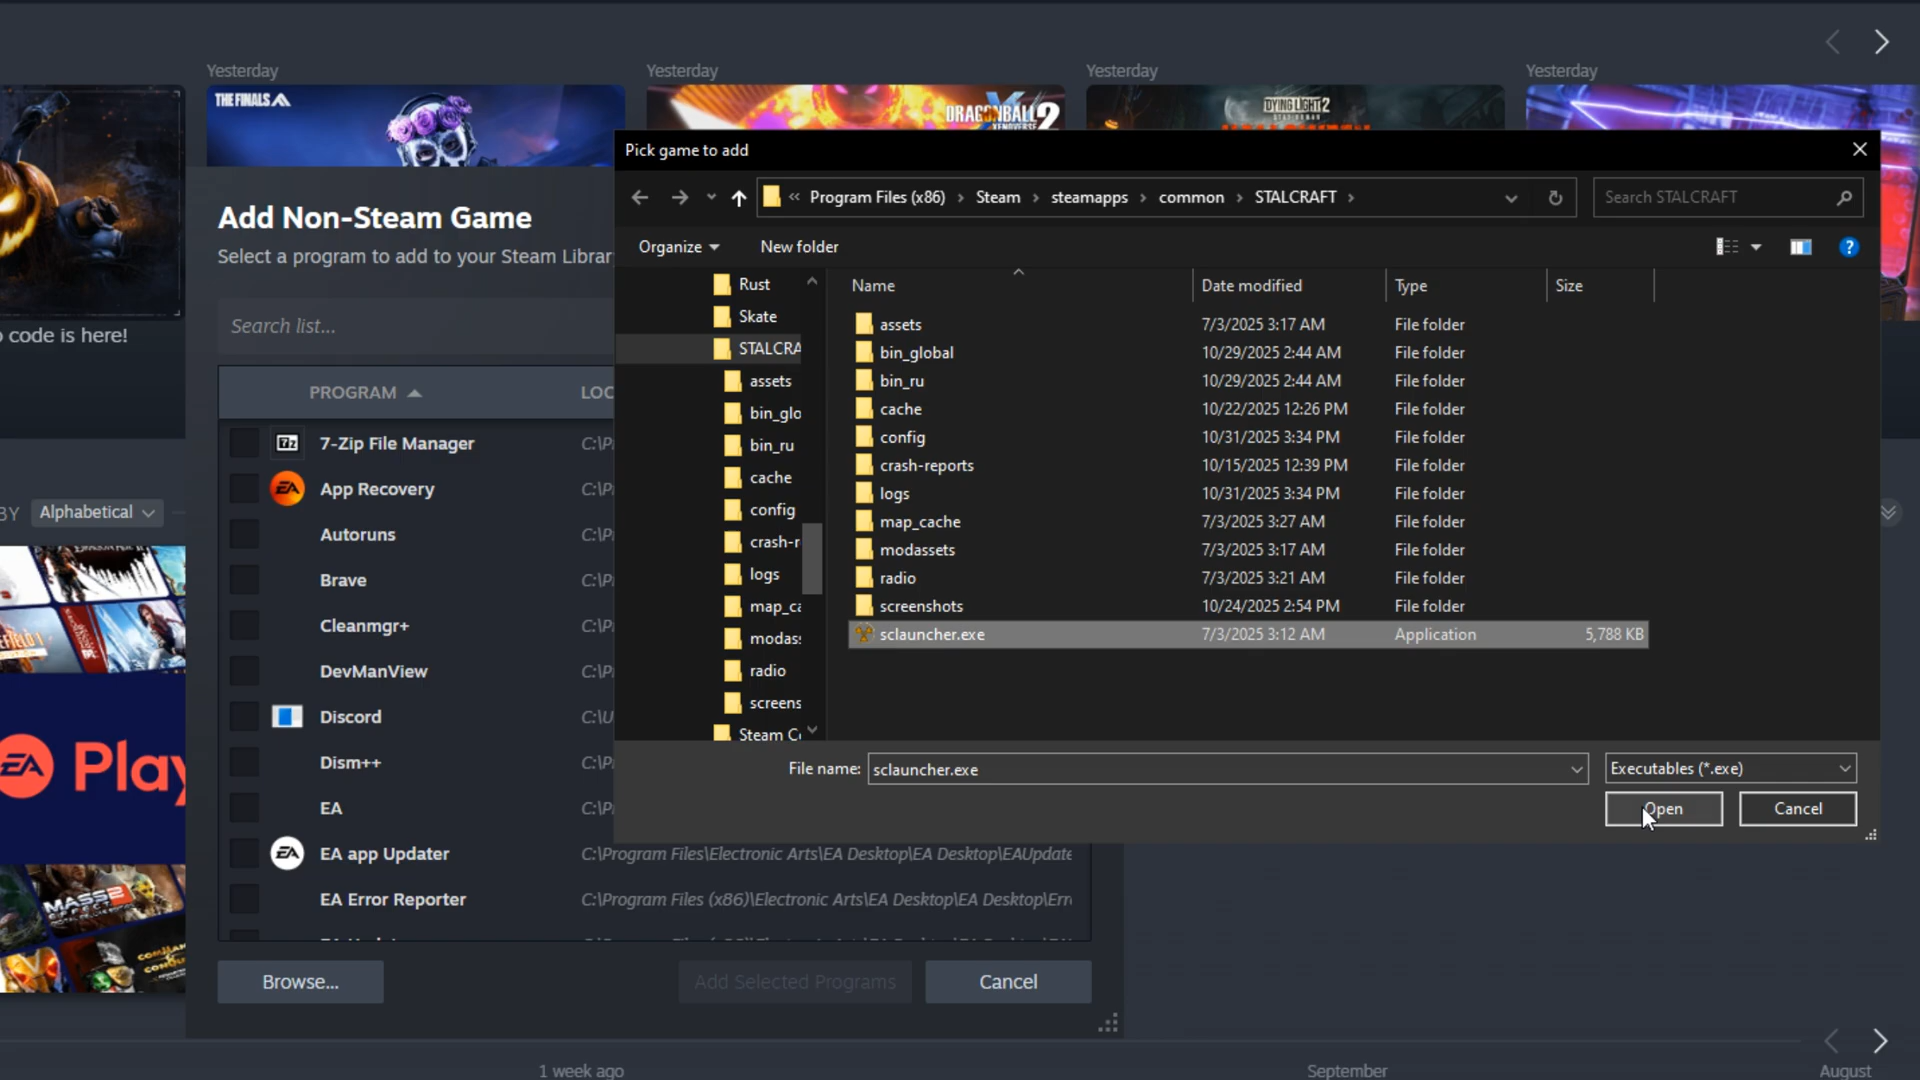 Yesterday
Yesterday
Yesterday
Yesterday
THE FINALS
DRAGONBALL
XENOVERSE 2
DYING LIGHT 2
code is here!
Add Non-Steam Game
Select a program to add to your Steam Librar
Search list...
PROGRAM
LOC
7-Zip File Manager
C:\P
App Recovery
C:\P
Autoruns
C:\P
Brave
C:\P
Cleanmgr+
C:\P
DevManView
C:\P
Discord
C:\U
Dism++
C:\P
EA
C:\P
EA app Updater
C:\Program Files\Electronic Arts\EA Desktop\EA Desktop\EAUpdate
EA Error Reporter
C:\Program Files (x86)\Electronic Arts\EA Desktop\EA Desktop\Err
Browse...
Add Selected Programs
Cancel
BY
Alphabetical
EA Play
MASS EFFECT 2
Pick game to add
« Program Files (x86) › Steam › steamapps › common › STALCRAFT ›
Search STALCRAFT
Organize
New folder
Rust
Skate
STALCRA
assets
bin_glo
bin_ru
cache
config
crash-r
logs
map_ca
modass
radio
screens
Steam C
Name
Date modified
Type
Size
assets 7/3/2025 3:17 AM File folder
bin_global 10/29/2025 2:44 AM File folder
bin_ru 10/29/2025 2:44 AM File folder
cache 10/22/2025 12:26 PM File folder
config 10/31/2025 3:34 PM File folder
crash-reports 10/15/2025 12:39 PM File folder
logs 10/31/2025 3:34 PM File folder
map_cache 7/3/2025 3:27 AM File folder
modassets 7/3/2025 3:17 AM File folder
radio 7/3/2025 3:21 AM File folder
screenshots 10/24/2025 2:54 PM File folder
sclauncher.exe 7/3/2025 3:12 AM Application 5,788 KB
File name:
sclauncher.exe
Executables (*.exe)
Open
Cancel
1 week ago
September
August